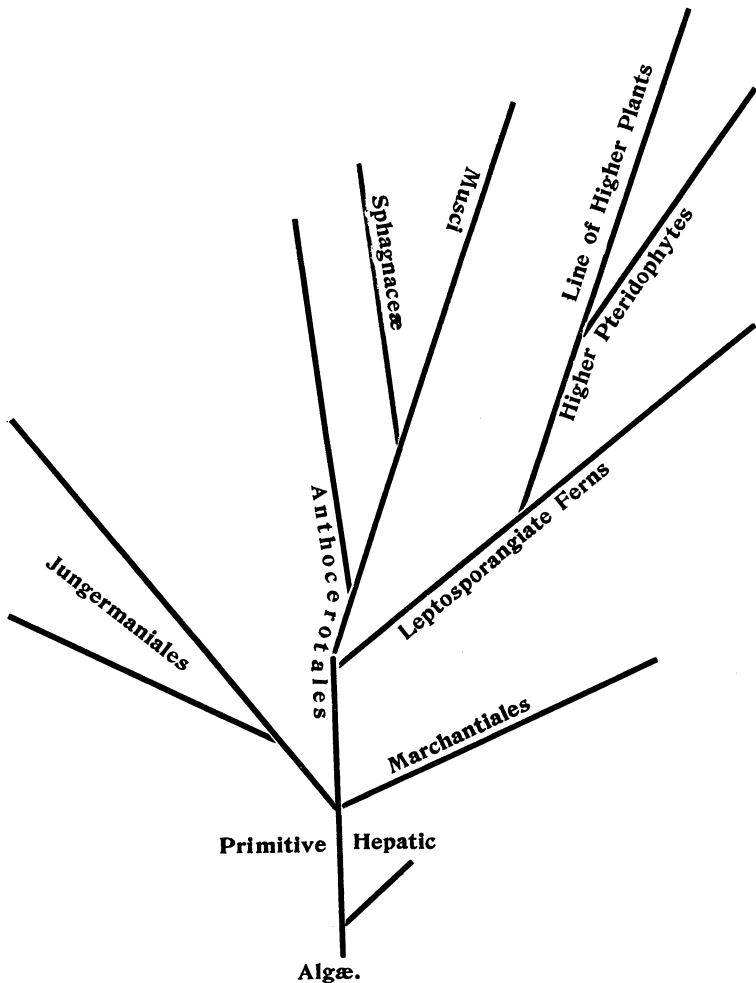 Line of Higher Plants
Musci
Sphagnaceæ
Higher Pteridophytes
Anthocerotales
Leptosporangiate Ferns
Jungermaniales
Marchantiales
Primitive Hepatic
Algæ.